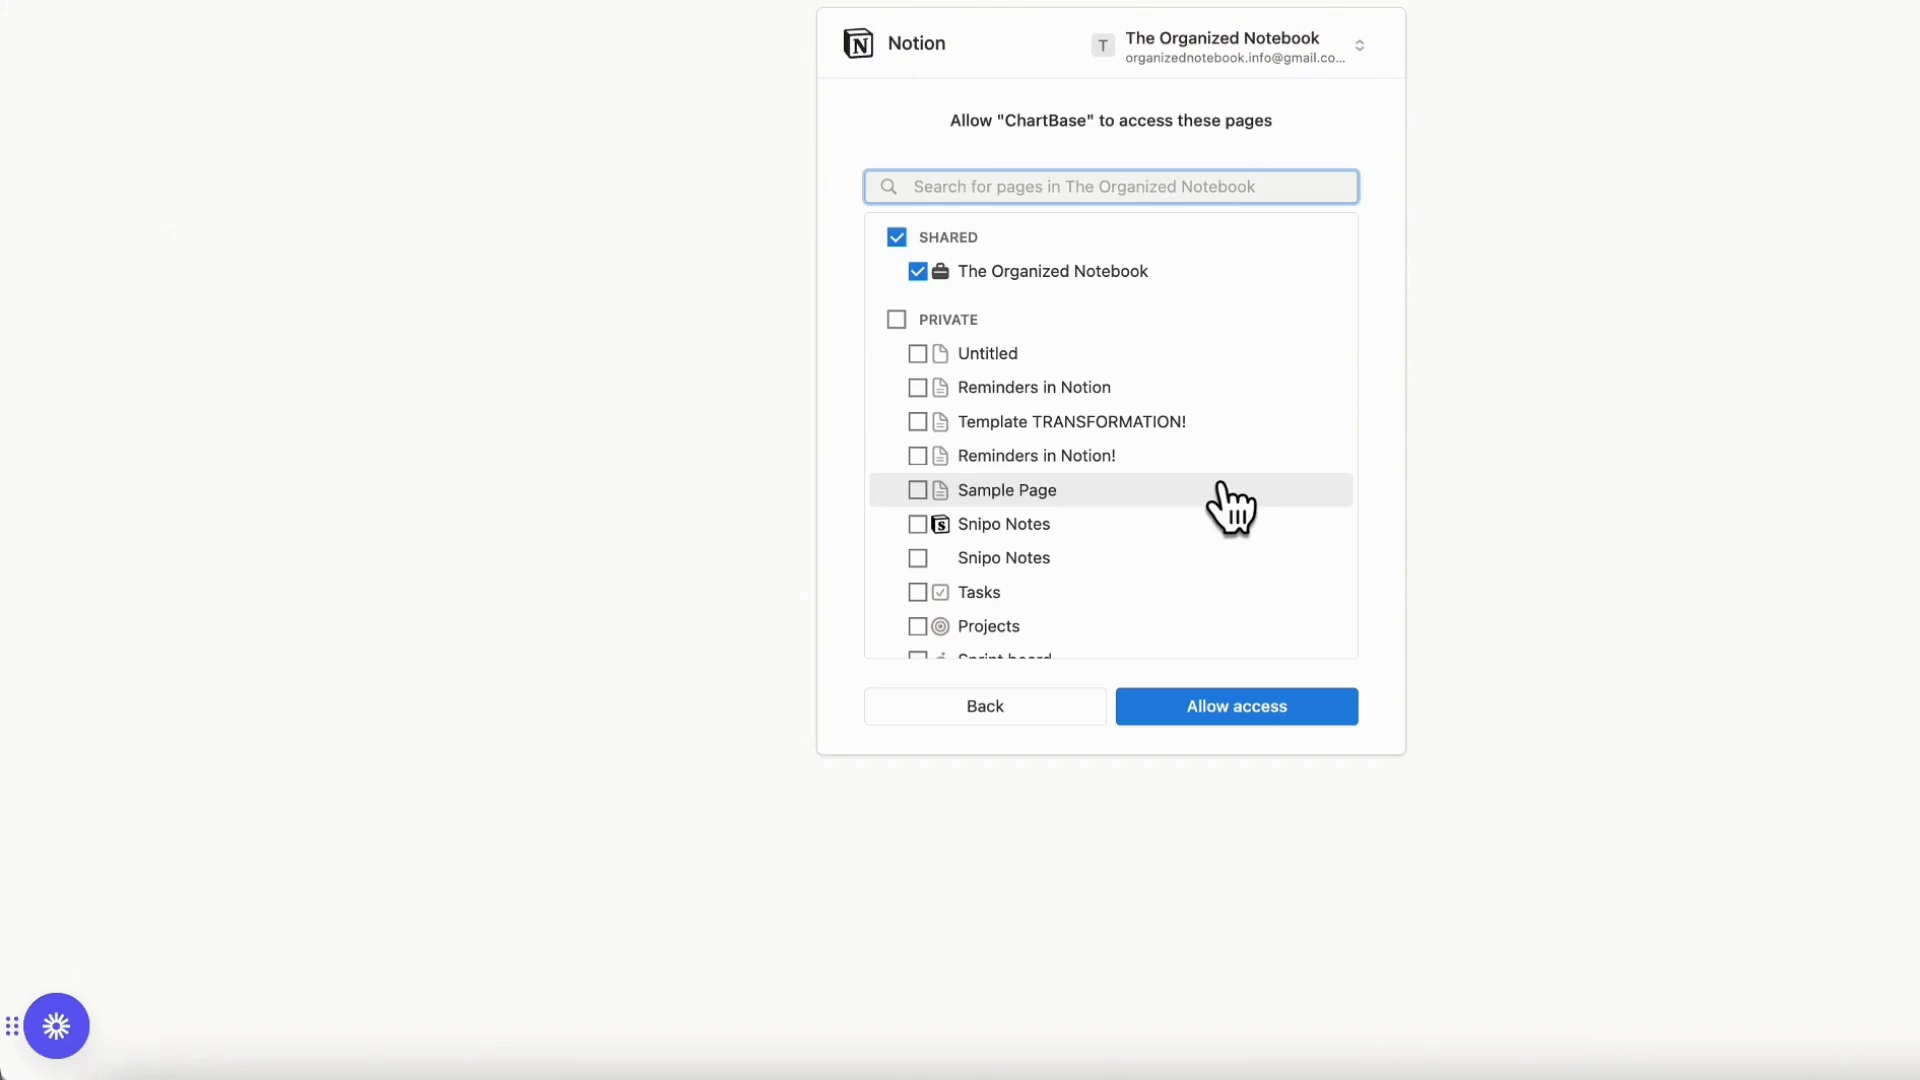 Notion
T
The Organized Notebook
organizednotebook.info@gmail.co...
Allow "ChartBase" to access these pages
Search for pages in The Organized Notebook
SHARED
The Organized Notebook
PRIVATE
Untitled
Reminders in Notion
Template TRANSFORMATION!
Reminders in Notion!
Sample Page
Snipo Notes
Snipo Notes
Tasks
Projects
Sprint board
Back
Allow access